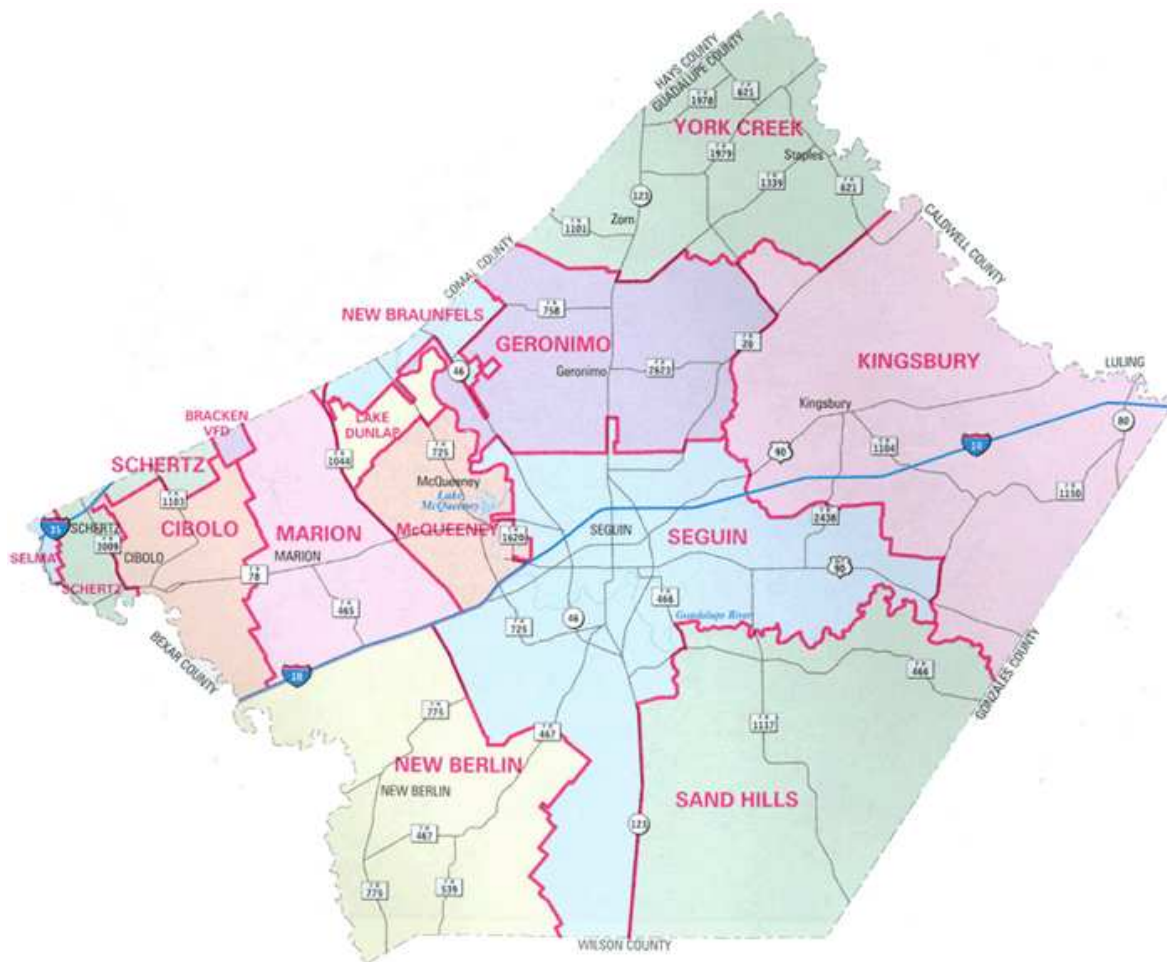 HAYS COUNTY
GUADALUPE COUNTY
F M
1978
F M
621
YORK CREEK
F M
1979
Staples
F M
1339
F M
621
123
Zorn
F M
1101
CALDWELL COUNTY
COMAL COUNTY
NEW BRAUNFELS
F M
758
GERONIMO
46
Geronimo
F M
2623
F M
20
KINGSBURY
LULING
Kingsbury
80
BRACKEN
VFD
LAKE
DUNLAP
F M
1044
F M
725
90
F M
1104
10
F M
1150
SCHERTZ
F M
1103
McQueeney
Lake
McQueeney
35
SCHERTZ
CIBOLO
MARION
McQUEENEY
F M
1620
SEGUIN
SEGUIN
F M
2438
F M
3009
SELMA
CIBOLO
MARION
F M
78
90
SCHERTZ
F M
465
F M
725
46
F M
466
Guadalupe River
BEXAR COUNTY
10
F M
466
GONZALES COUNTY
F M
775
F M
467
F M
1117
NEW BERLIN
NEW BERLIN
SAND HILLS
F M
467
123
F M
775
F M
539
WILSON COUNTY